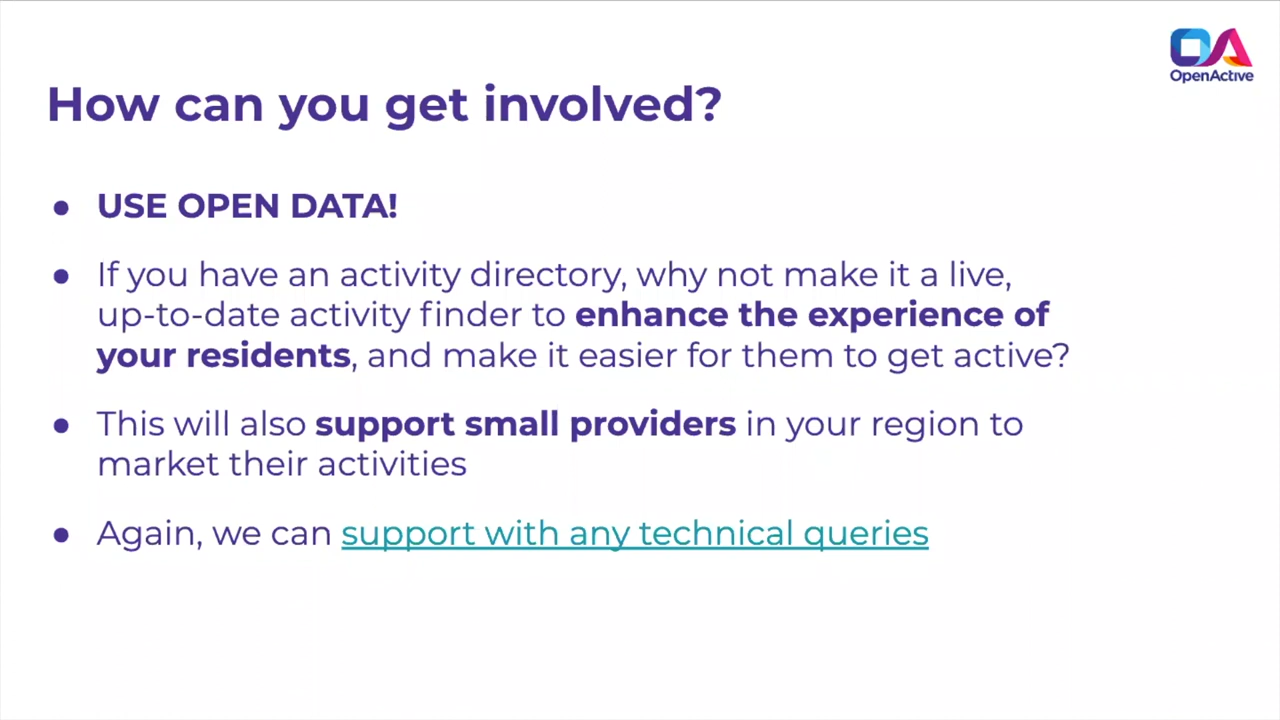 OA
OpenActive
How can you get involved?
● USE OPEN DATA!
● If you have an activity directory, why not make it a live,
up-to-date activity finder to enhance the experience of
your residents, and make it easier for them to get active?
● This will also support small providers in your region to
market their activities
● Again, we can support with any technical queries